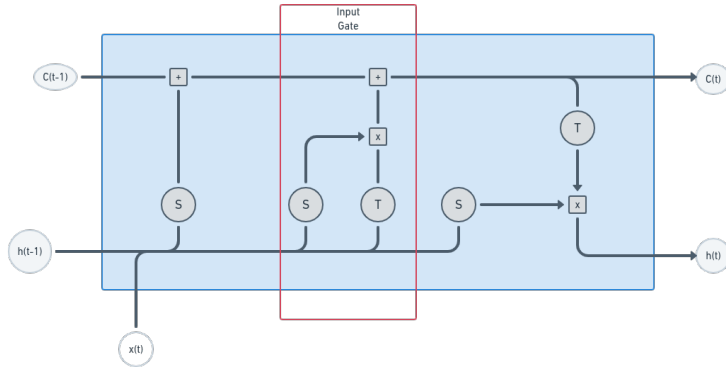 Input
Gate
C(t-1)
+
+
C(t)
T
x
S
S
T
S
x
h(t-1)
h(t)
x(t)